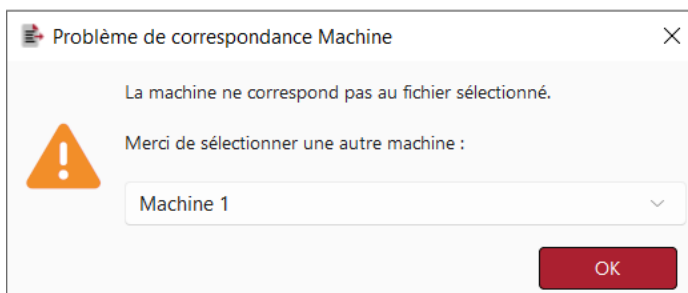 Problème de correspondance Machine
La machine ne correspond pas au fichier sélectionné.
Merci de sélectionner une autre machine :
Machine 1
OK